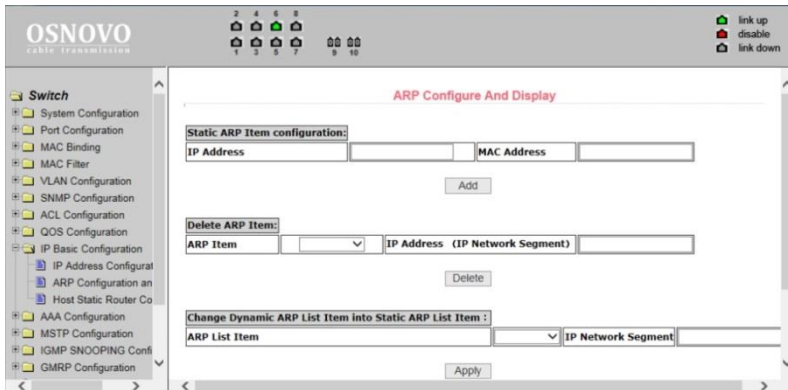 OSNOVO
cable transmission
2 4 6 8
1 3 5 7 9 10
link up
disable
link down
Switch
System Configuration
Port Configuration
MAC Binding
MAC Filter
VLAN Configuration
SNMP Configuration
ACL Configuration
QOS Configuration
IP Basic Configuration
IP Address Configurat
ARP Configuration an
Host Static Router Co
AAA Configuration
MSTP Configuration
IGMP SNOOPING Confi
GMRP Configuration
ARP Configure And Display
Static ARP Item configuration:
IP Address MAC Address
Add
Delete ARP Item:
ARP Item IP Address (IP Network Segment)
Delete
Change Dynamic ARP List Item into Static ARP List Item：
ARP List Item IP Network Segment
Apply